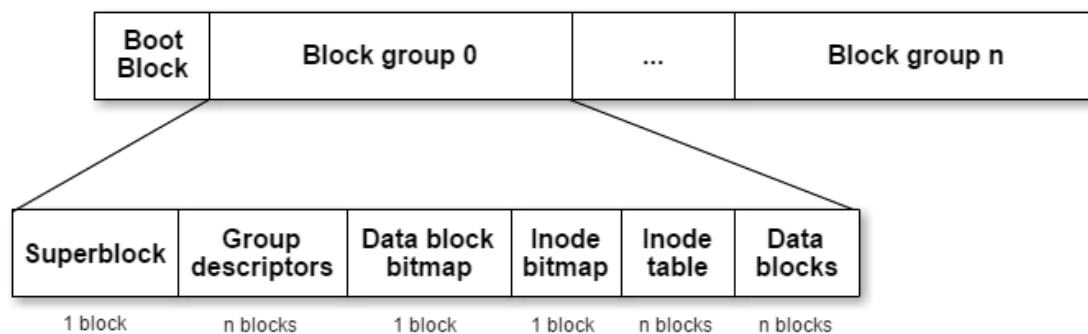 Boot
Block
Block group 0
...
Block group n
Superblock
Group
descriptors
Data block
bitmap
Inode
bitmap
Inode
table
Data
blocks
1 block
n blocks
1 block
1 block
n blocks
n blocks